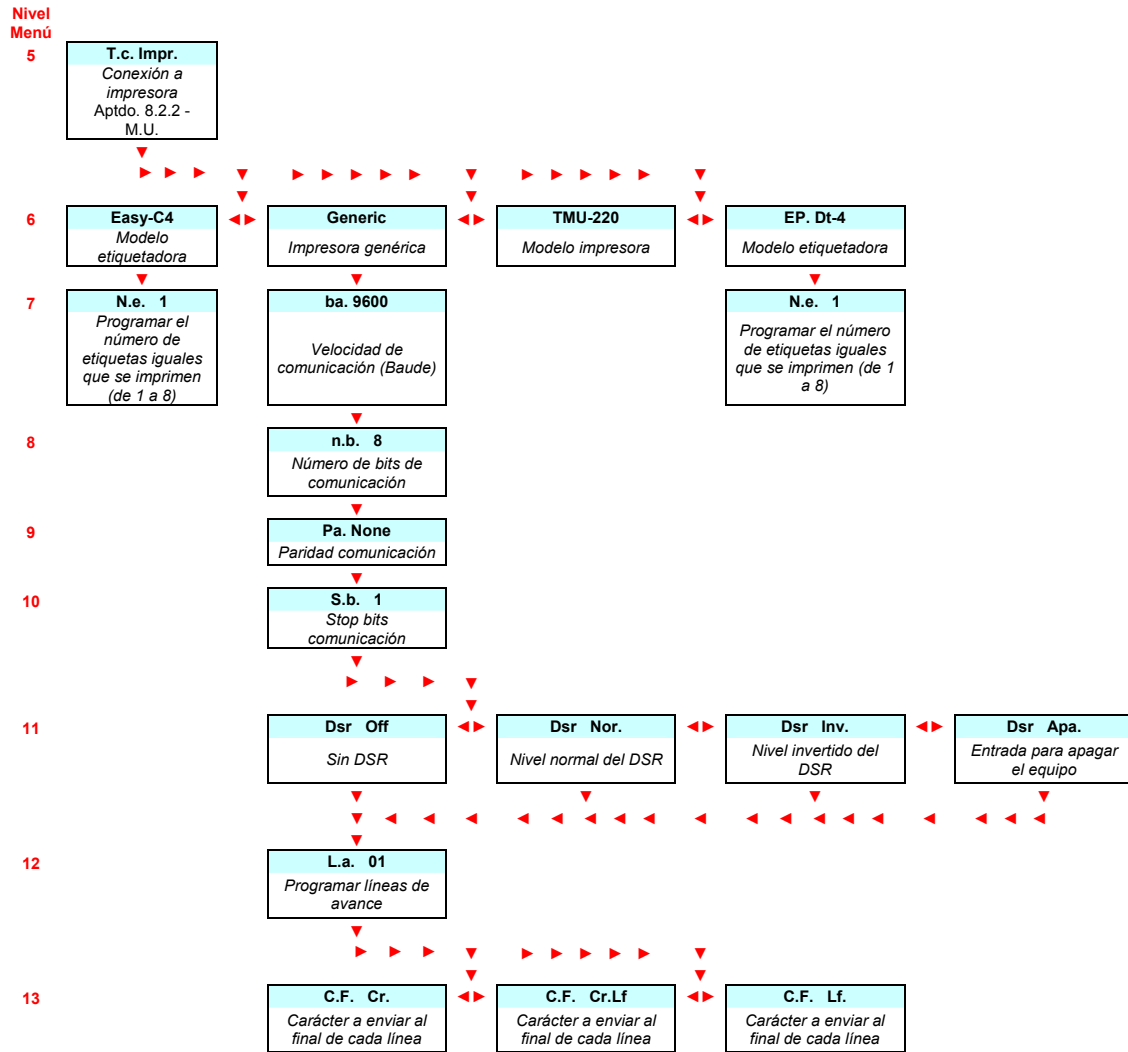 Nivel
Menú
5
T.c. Impr.
Conexión a
impresora
Aptdo. 8.2.2 -
M.U.
6
Easy-C4
Modelo
etiquetadora
Generic
Impresora genérica
TMU-220
Modelo impresora
EP. Dt-4
Modelo etiquetadora
7
N.e. 1
Programar el
número de
etiquetas iguales
que se imprimen
(de 1 a 8)
ba. 9600
Velocidad de
comunicación (Baude)
N.e. 1
Programar el número
de etiquetas iguales
que se imprimen (de 1
a 8)
8
n.b. 8
Número de bits de
comunicación
9
Pa. None
Paridad comunicación
10
S.b. 1
Stop bits
comunicación
11
Dsr Off
Sin DSR
Dsr Nor.
Nivel normal del DSR
Dsr Inv.
Nivel invertido del
DSR
Dsr Apa.
Entrada para apagar
el equipo
12
L.a. 01
Programar líneas de
avance
13
C.F. Cr.
Carácter a enviar al
final de cada línea
C.F. Cr.Lf
Carácter a enviar al
final de cada línea
C.F. Lf.
Carácter a enviar al
final de cada línea